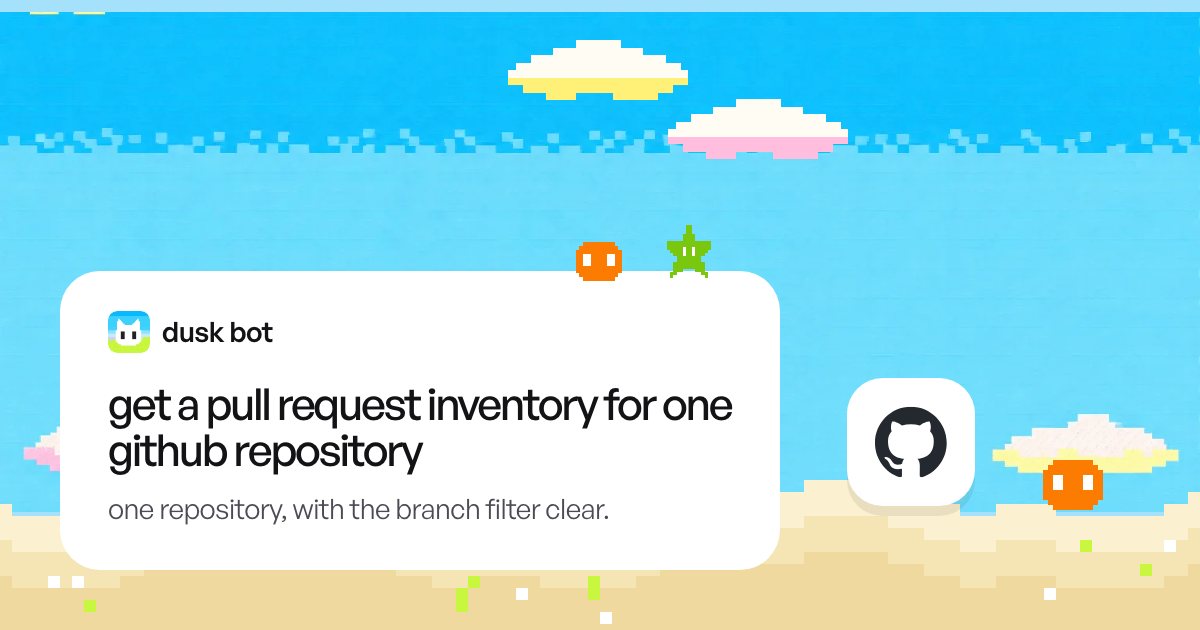 dusk bot
get a pull request inventory for one
github repository
one repository, with the branch filter clear.